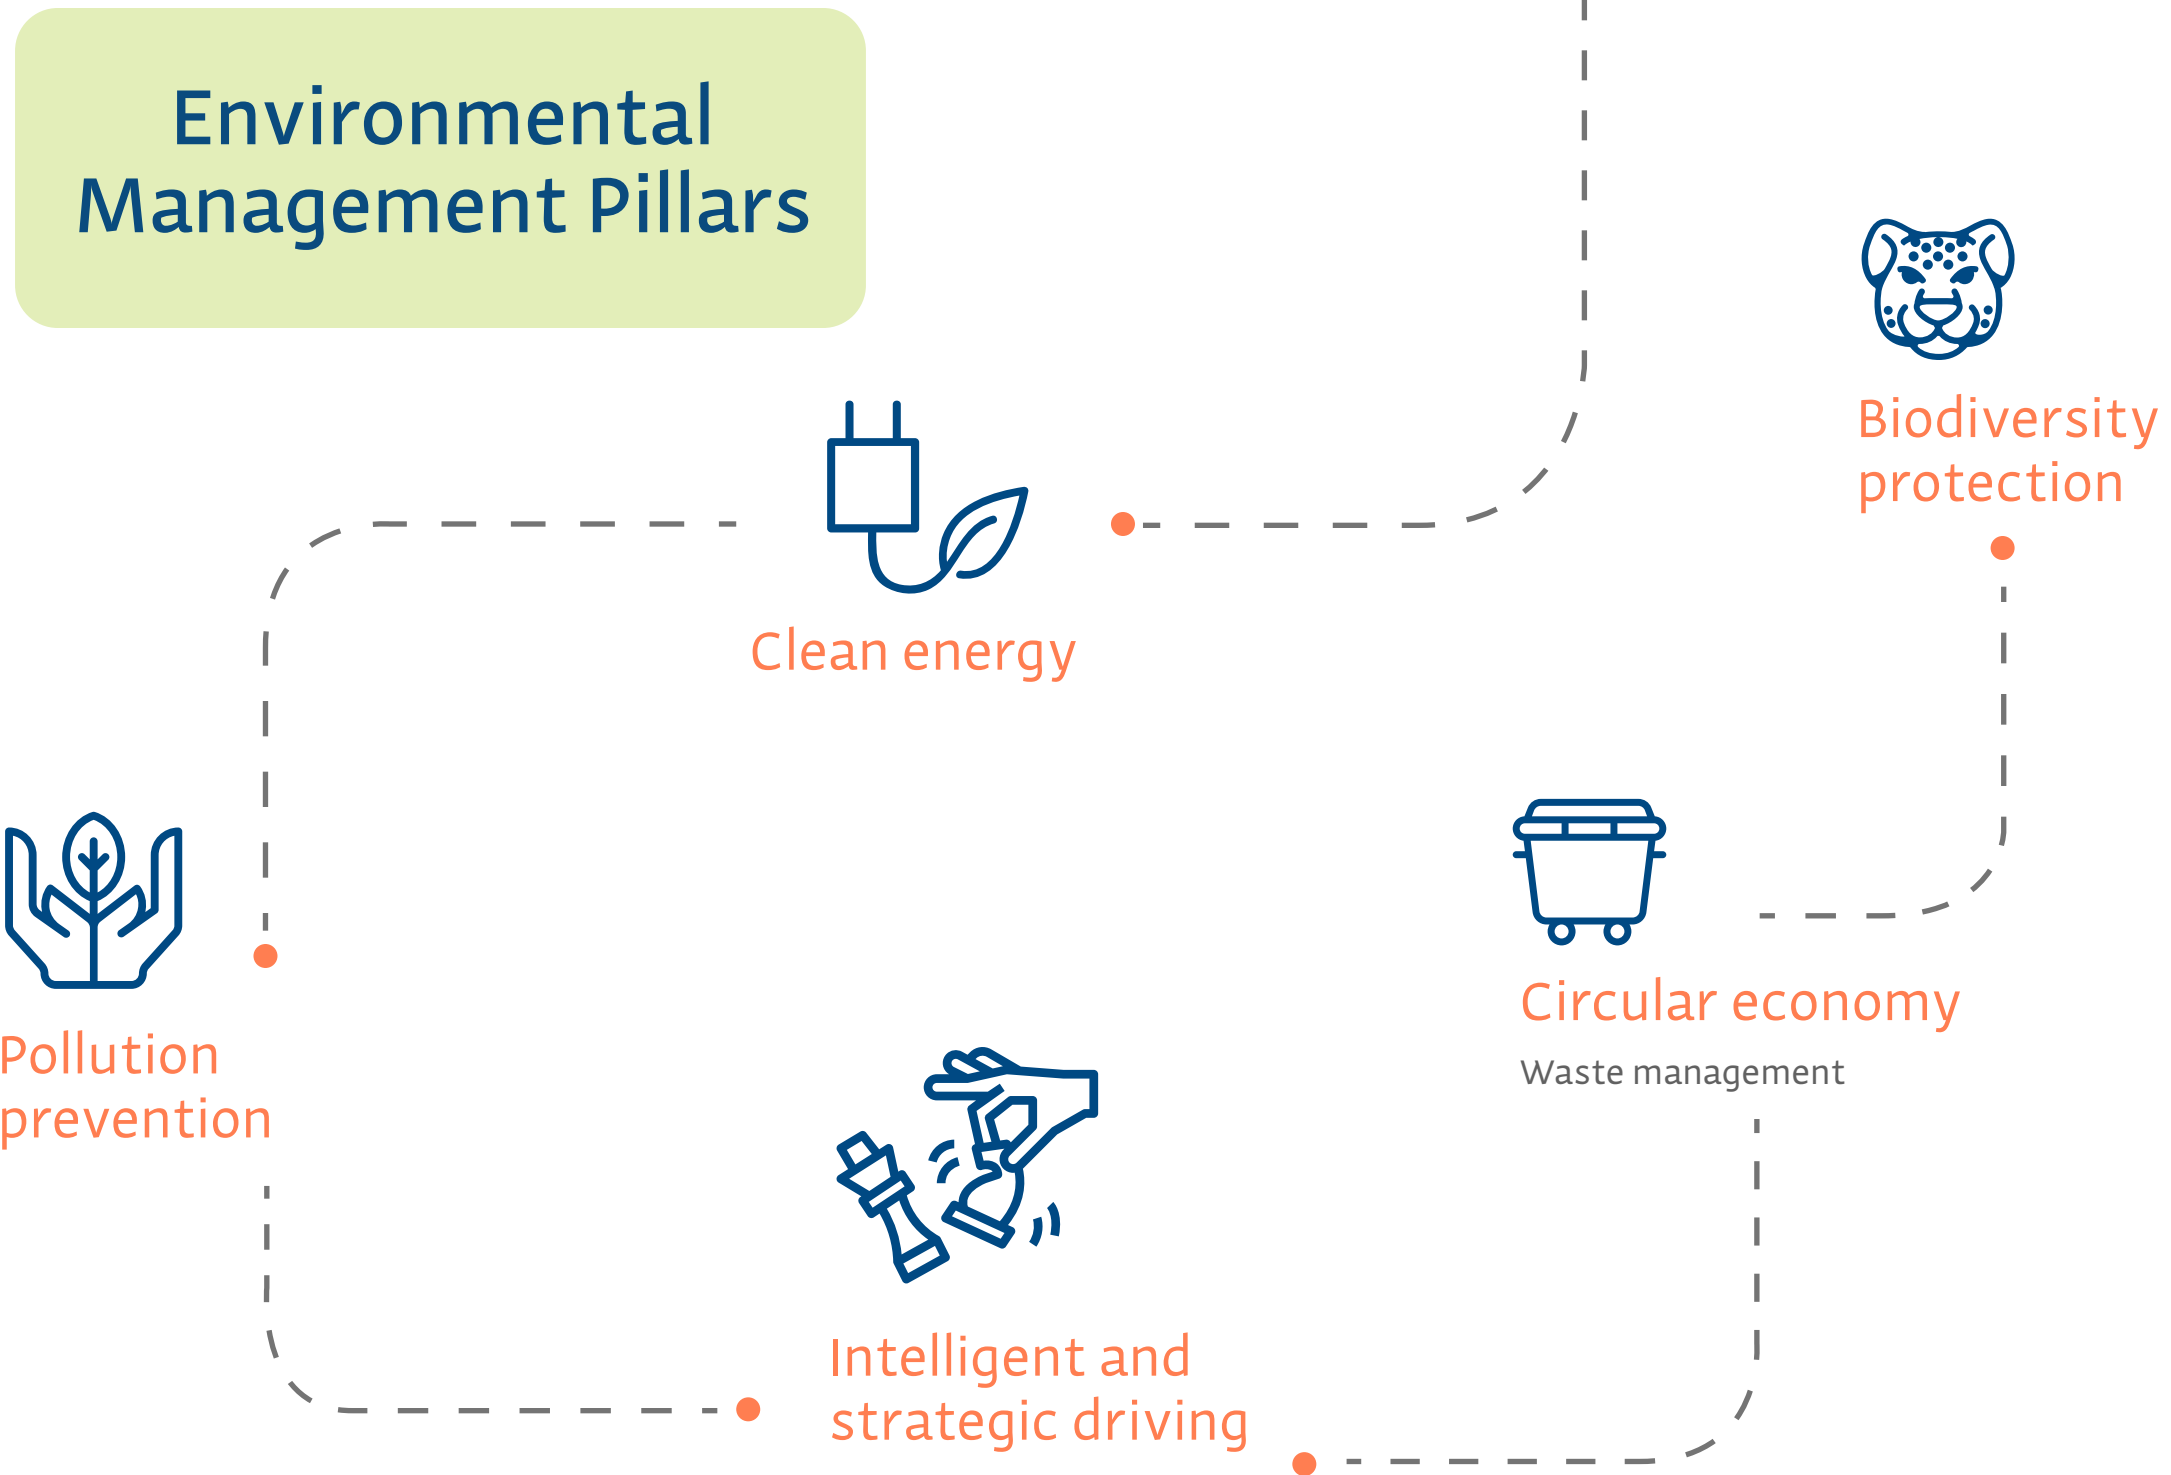 Environmental
Management Pillars
Biodiversity
protection
Clean energy
Circular economy
Waste management
Pollution
prevention
Intelligent and
strategic driving